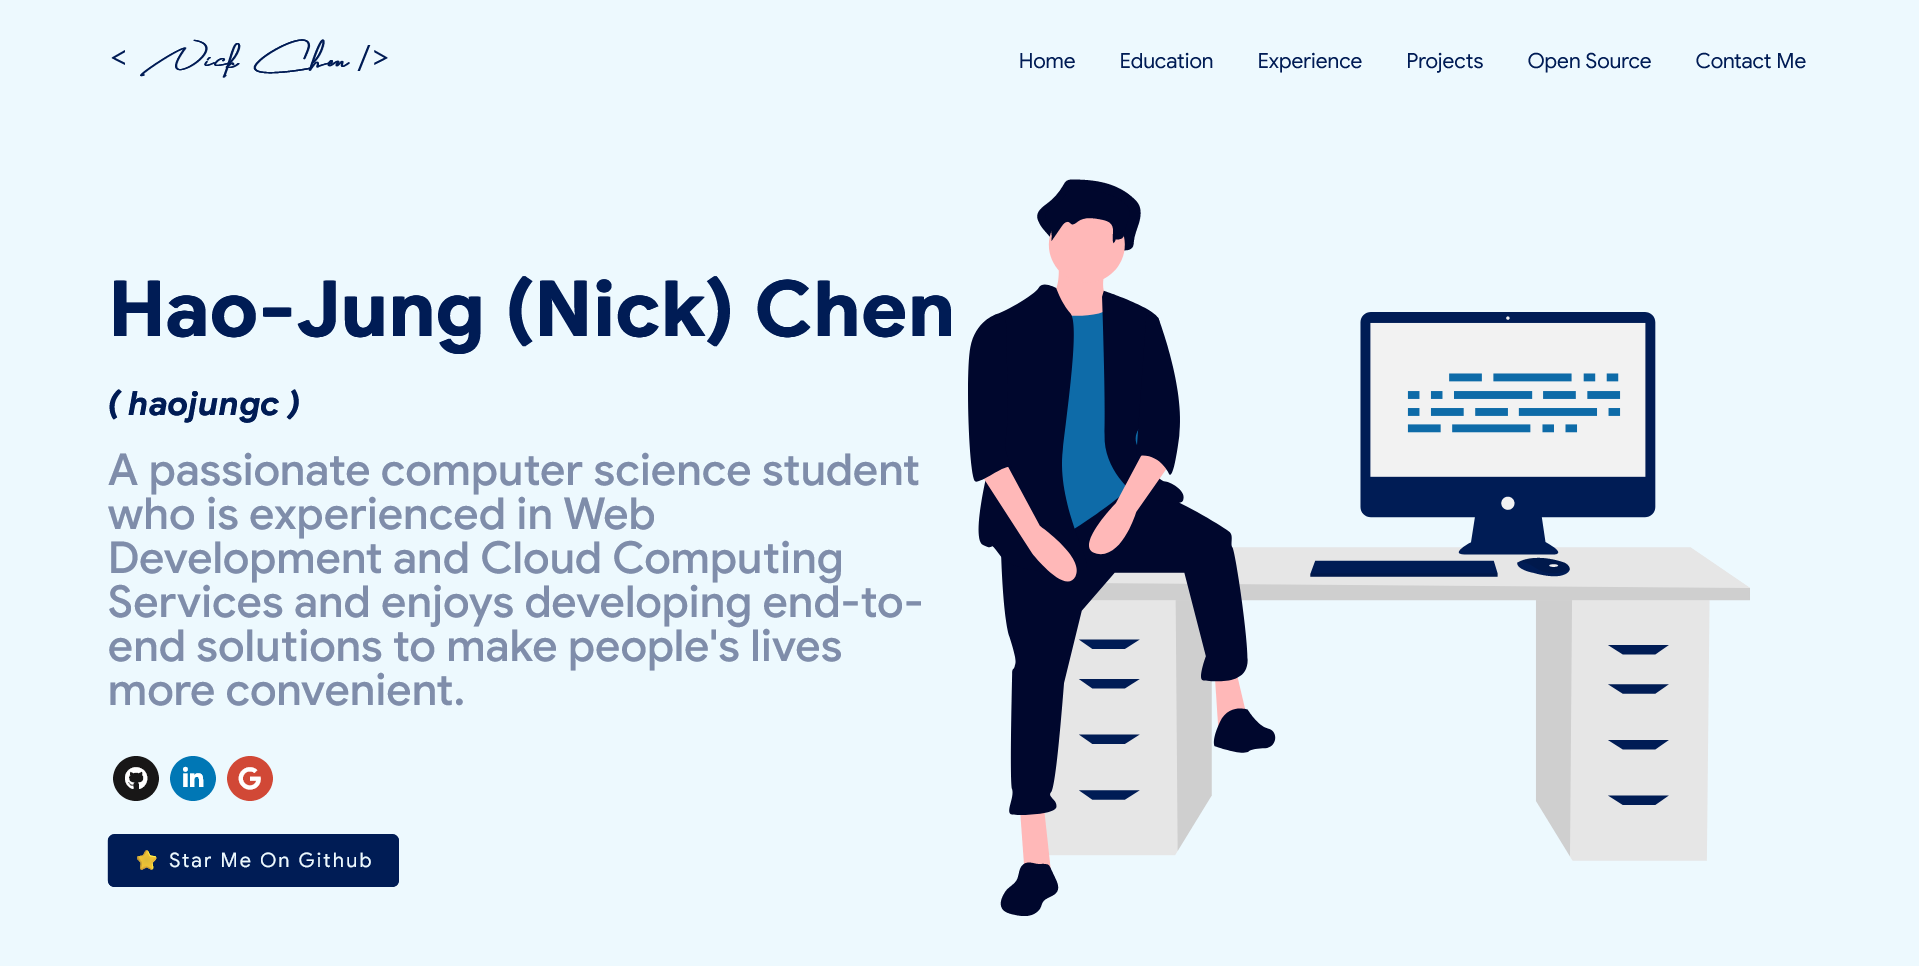 < Nick Chen />
Home Education Experience Projects Open Source Contact Me
Hao-Jung (Nick) Chen
( haojungc )
A passionate computer science student
who is experienced in Web
Development and Cloud Computing
Services and enjoys developing end-to-
end solutions to make people's lives
more convenient.
in G
Star Me On Github